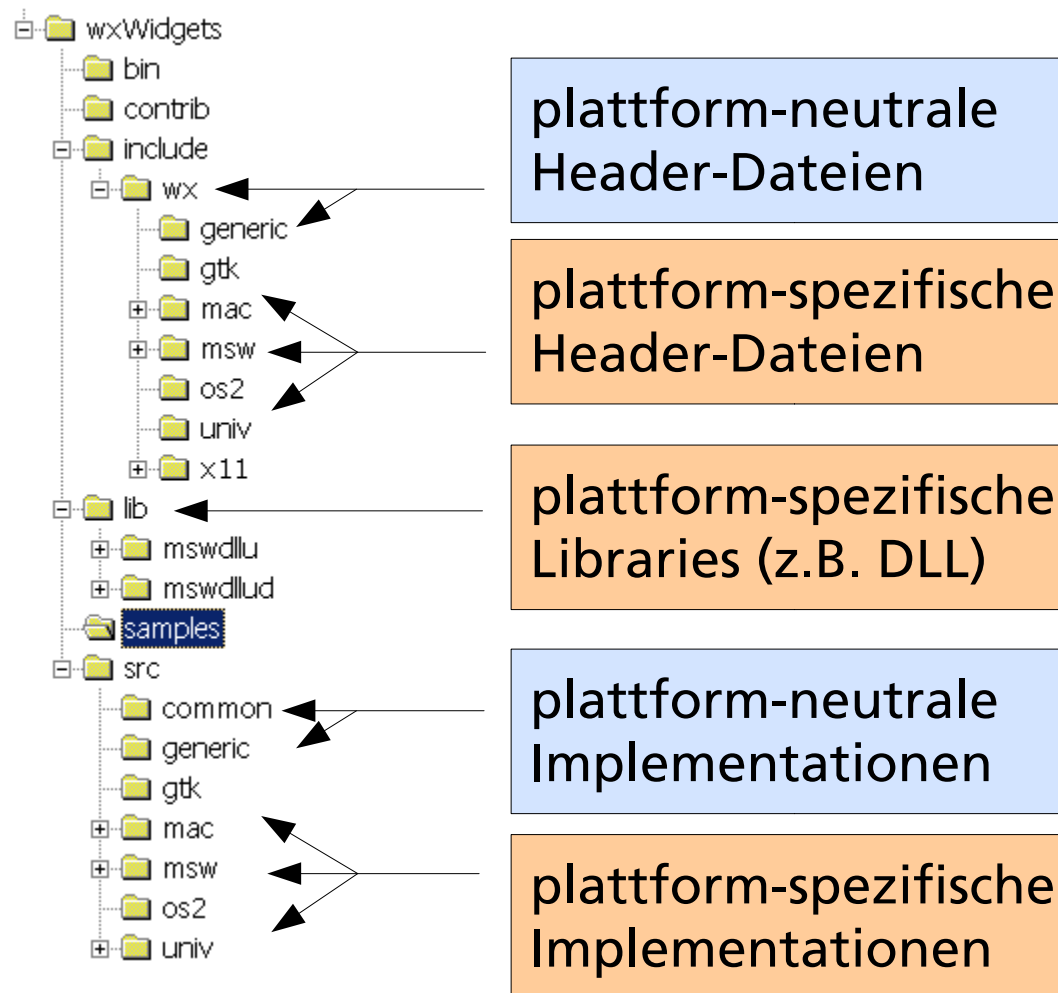 wxWidgets
bin
contrib
include
wx
generic
gtk
mac
msw
os2
univ
x11
lib
mswdllu
mswdllud
samples
src
common
generic
gtk
mac
msw
os2
univ
plattform-neutrale
Header-Dateien
plattform-spezifische
Header-Dateien
plattform-spezifische
Libraries (z.B. DLL)
plattform-neutrale
Implementationen
plattform-spezifische
Implementationen